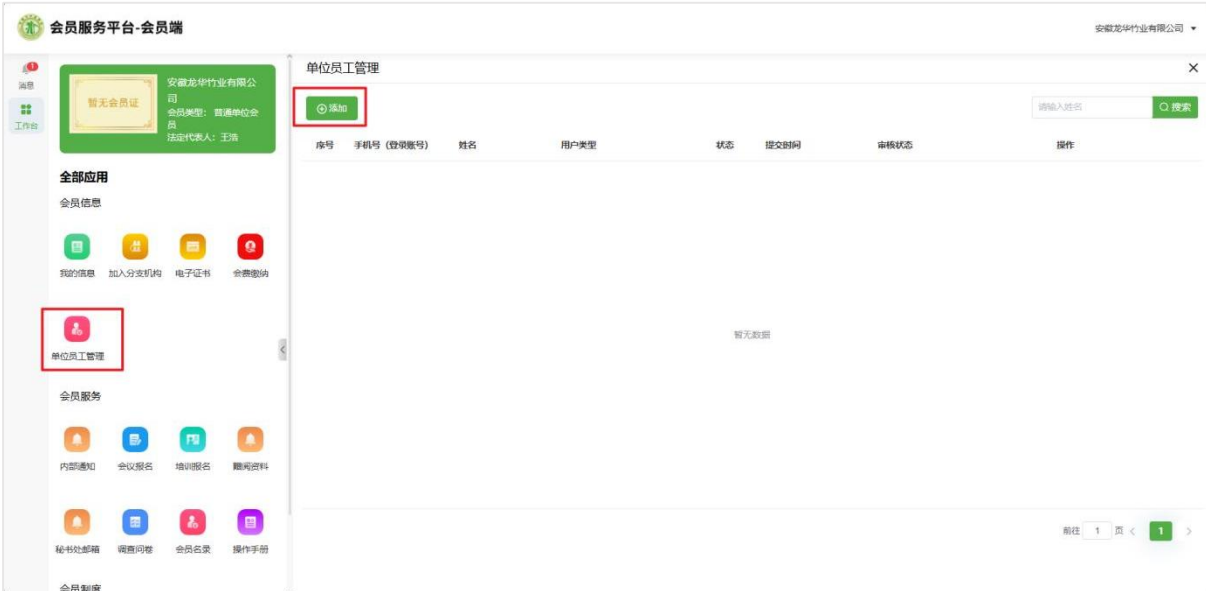 会员服务平台-会员端
安徽龙华竹业有限公司
1
消息
工作台
暂无会员证
安徽龙华竹业有限公
司
会员类型： 普通单位会
员
法定代表人：王浩
全部应用
会员信息
我的信息 加入分支机构 电子证书 会费缴纳
单位员工管理
会员服务
内部通知 会议报名 培训报名 赠阅资料
秘书处邮箱 调查问卷 会员名录 操作手册
会员制度
单位员工管理
添加
请输入姓名 搜索
序号 手机号（登录账号） 姓名 用户类型 状态 提交时间 审核状态 操作
暂无数据
前往 1 页 1